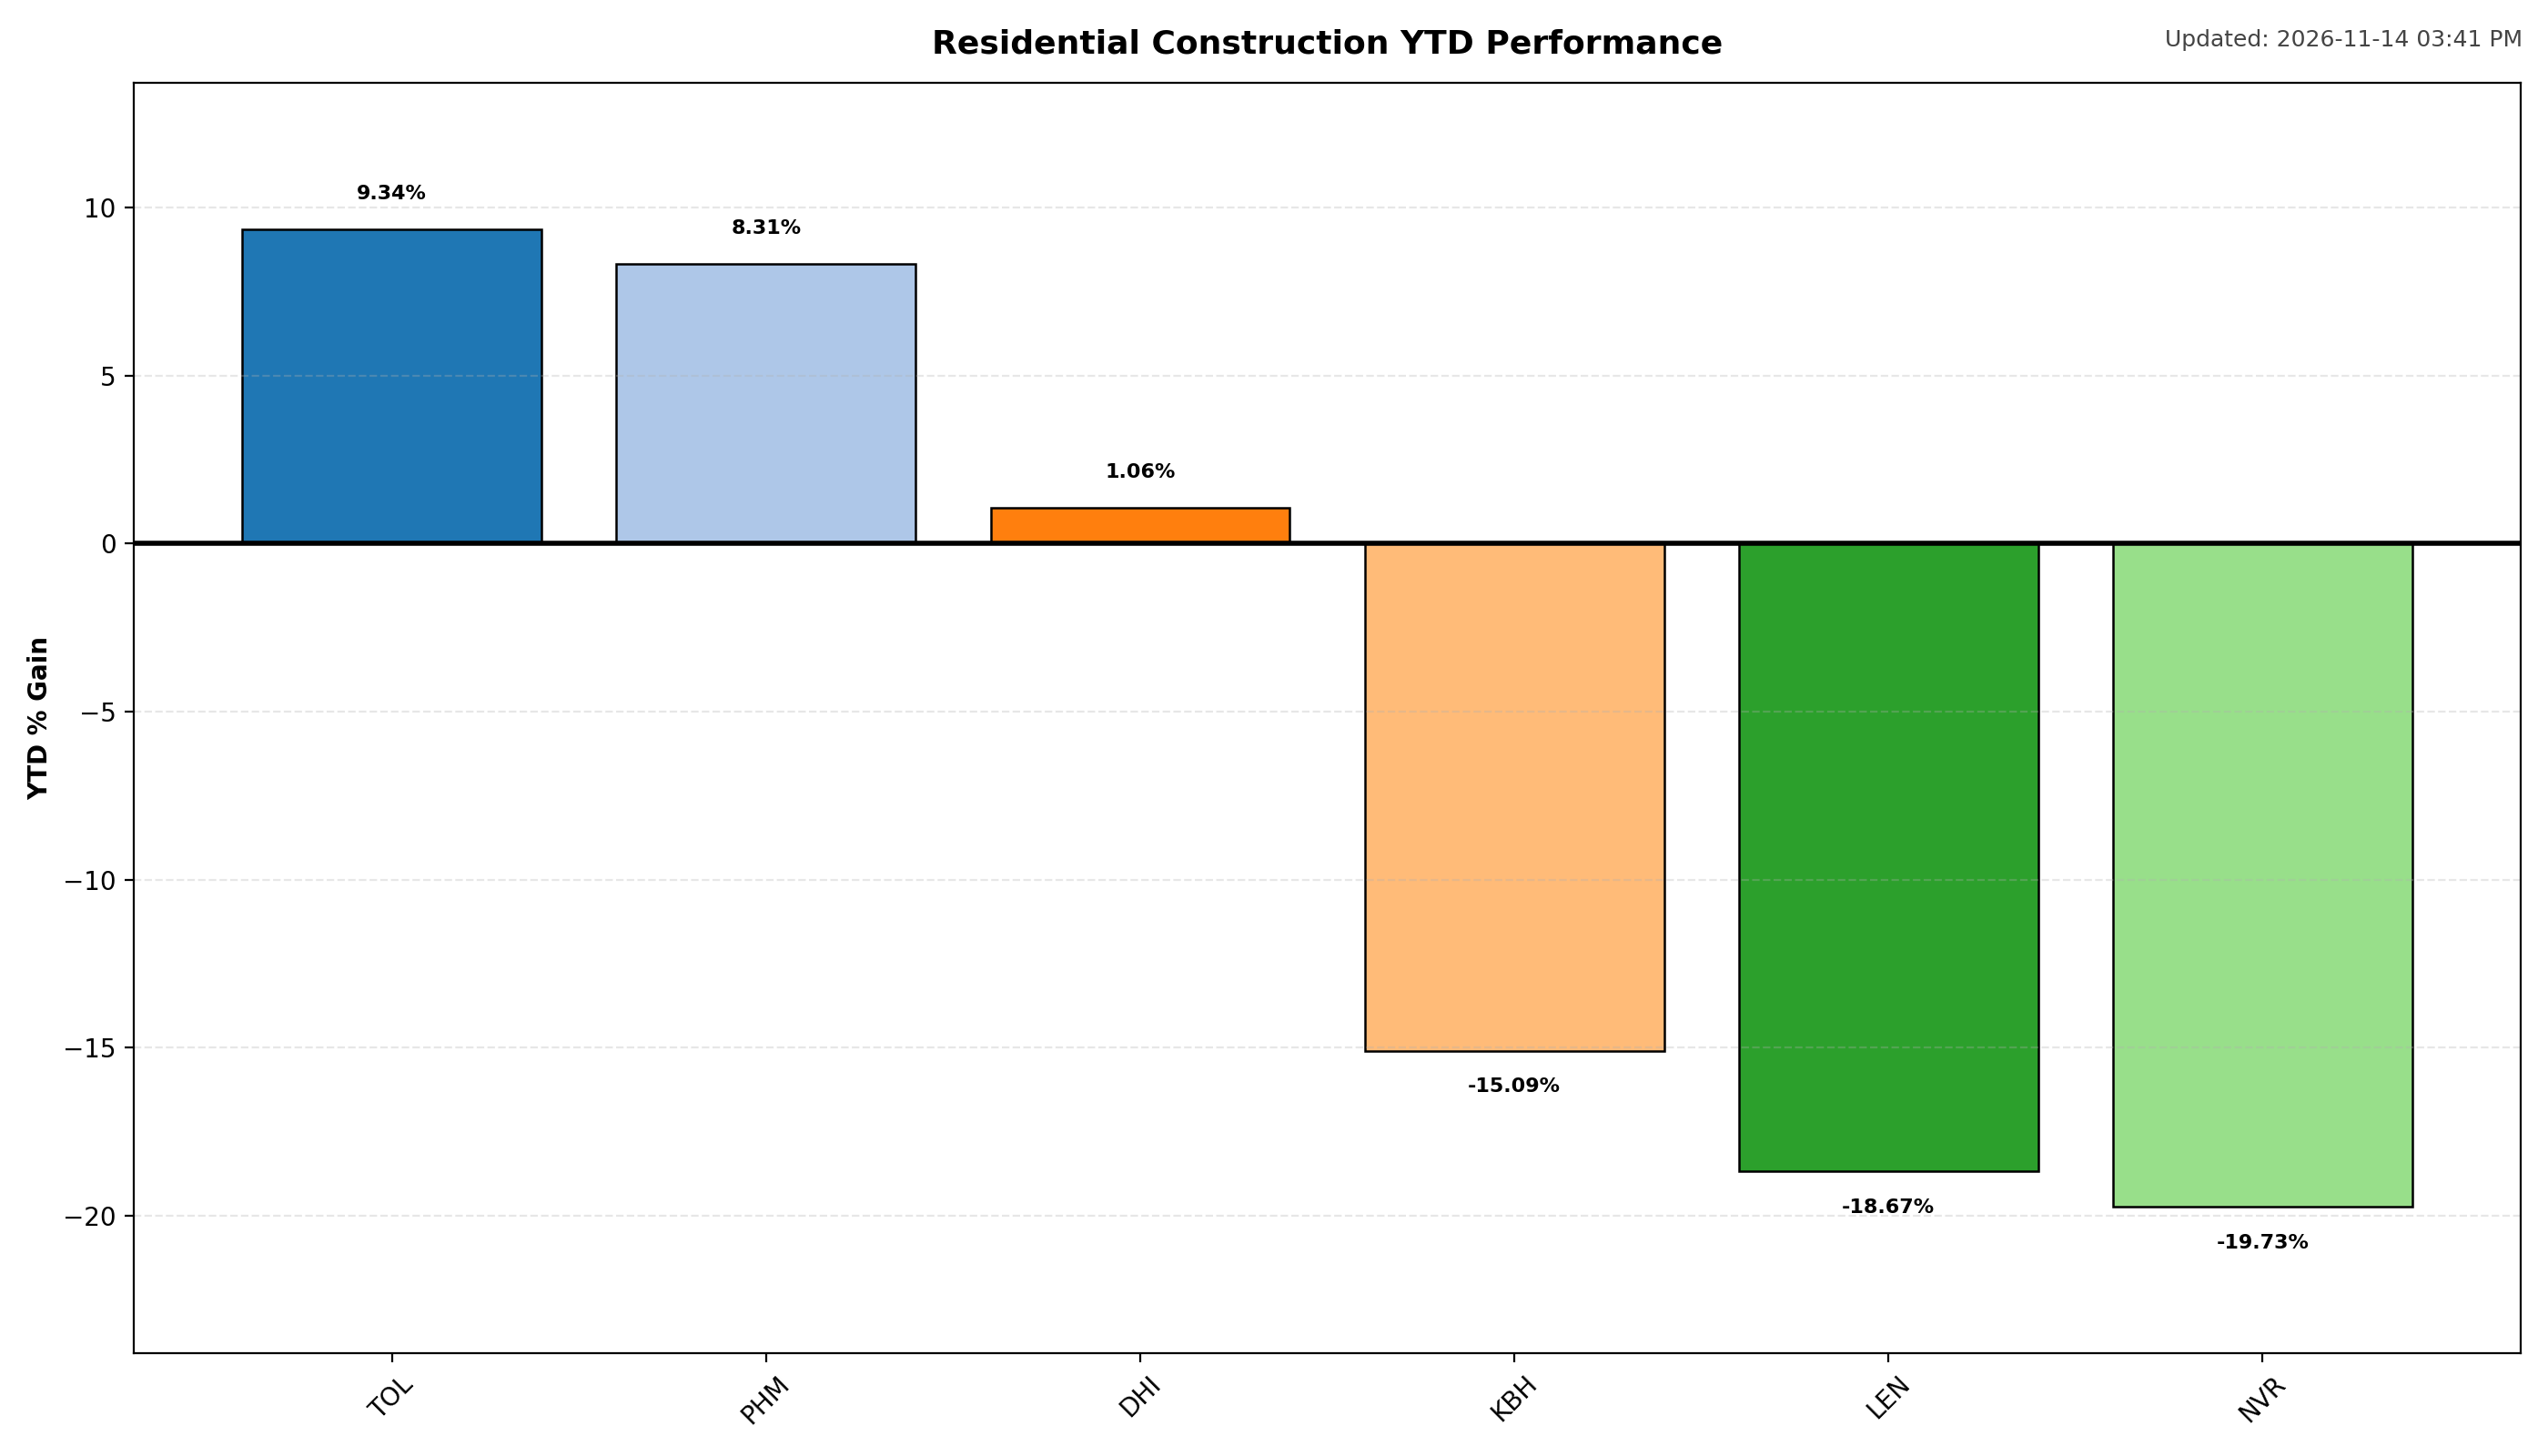 Residential Construction YTD Performance
Updated: 2026-11-14 03:41 PM
YTD % Gain
10
5
0
−5
−10
−15
−20
9.34%
8.31%
1.06%
-15.09%
-18.67%
-19.73%
TOL
PHM
DHI
KBH
LEN
NVR